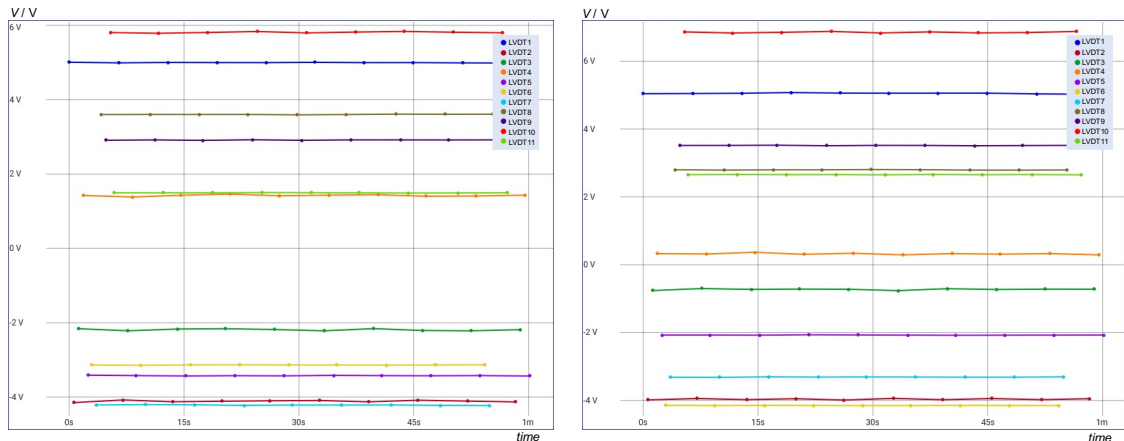 V / V
6 V
4 V
2 V
0 V
-2 V
-4 V
0s
15s
30s
45s
1m
time
LVDT1
LVDT2
LVDT3
LVDT4
LVDT5
LVDT6
LVDT7
LVDT8
LVDT9
LVDT10
LVDT11
V / V
6 V
4 V
2 V
0 V
-2 V
-4 V
0s
15s
30s
45s
1m
time
LVDT1
LVDT2
LVDT3
LVDT4
LVDT5
LVDT6
LVDT7
LVDT8
LVDT9
LVDT10
LVDT11